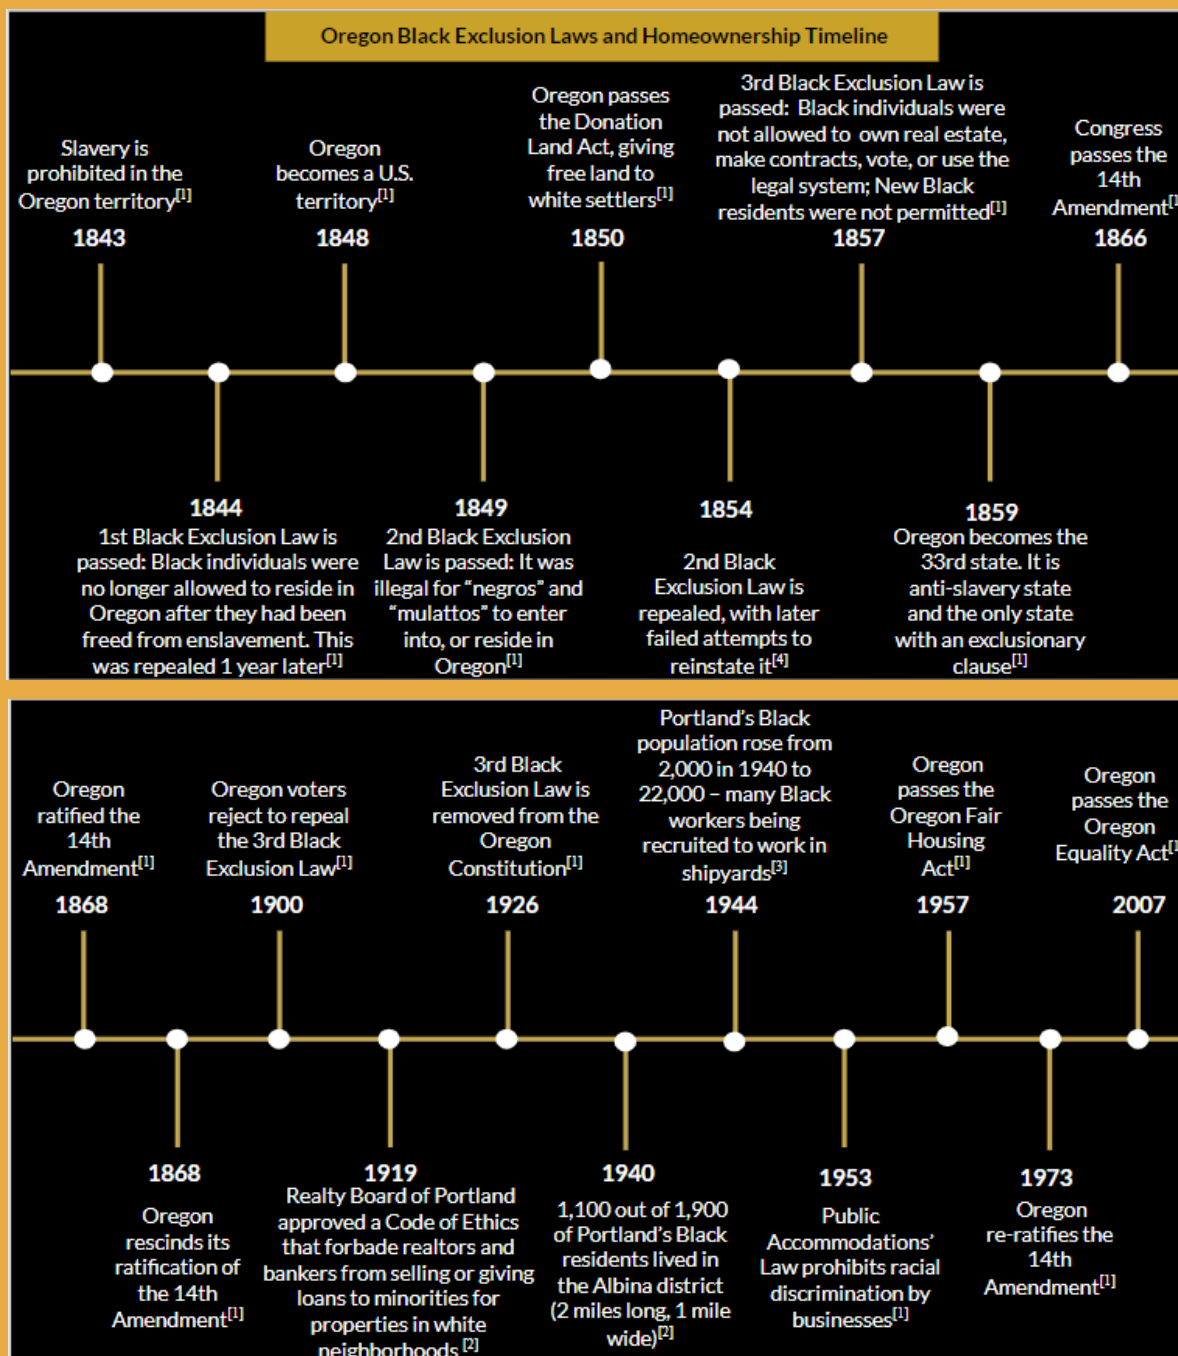 Oregon Black Exclusion Laws and Homeownership Timeline
Slavery is
prohibited in the
Oregon territory[1]
1843
Oregon
becomes a U.S.
territory[1]
1848
Oregon passes
the Donation
Land Act, giving
free land to
white settlers[1]
1850
3rd Black Exclusion Law is
passed: Black individuals were
not allowed to own real estate,
make contracts, vote, or use the
legal system; New Black
residents were not permitted[1]
1857
Congress
passes the
14th
Amendment[1
1866
1844
1st Black Exclusion Law is
passed: Black individuals were
no longer allowed to reside in
Oregon after they had been
freed from enslavement. This
was repealed 1 year later[1]
1849
2nd Black Exclusion
Law is passed: It was
illegal for “negros” and
“mulattos” to enter
into, or reside in
Oregon[1]
1854
2nd Black
Exclusion Law is
repealed, with later
failed attempts to
reinstate it[4]
1859
Oregon becomes the
33rd state. It is
anti-slavery state
and the only state
with an exclusionary
clause[1]
Oregon
ratified the
14th
Amendment[1]
1868
Oregon voters
reject to repeal
the 3rd Black
Exclusion Law[1]
1900
3rd Black
Exclusion Law is
removed from the
Oregon
Constitution[1]
1926
Portland’s Black
population rose from
2,000 in 1940 to
22,000 – many Black
workers being
recruited to work in
shipyards[3]
1944
Oregon
passes the
Oregon Fair
Housing
Act[1]
1957
Oregon
passes the
Oregon
Equality Act[1
2007
1868
Oregon
rescinds its
ratification of
the 14th
Amendment[1]
1919
Realty Board of Portland
approved a Code of Ethics
that forbade realtors and
bankers from selling or giving
loans to minorities for
properties in white
neighborhoods.[2]
1940
1,100 out of 1,900
of Portland’s Black
residents lived in
the Albina district
(2 miles long, 1 mile
wide)[2]
1953
Public
Accommodations’
Law prohibits racial
discrimination by
businesses[1]
1973
Oregon
re-ratifies the
14th
Amendment[1]